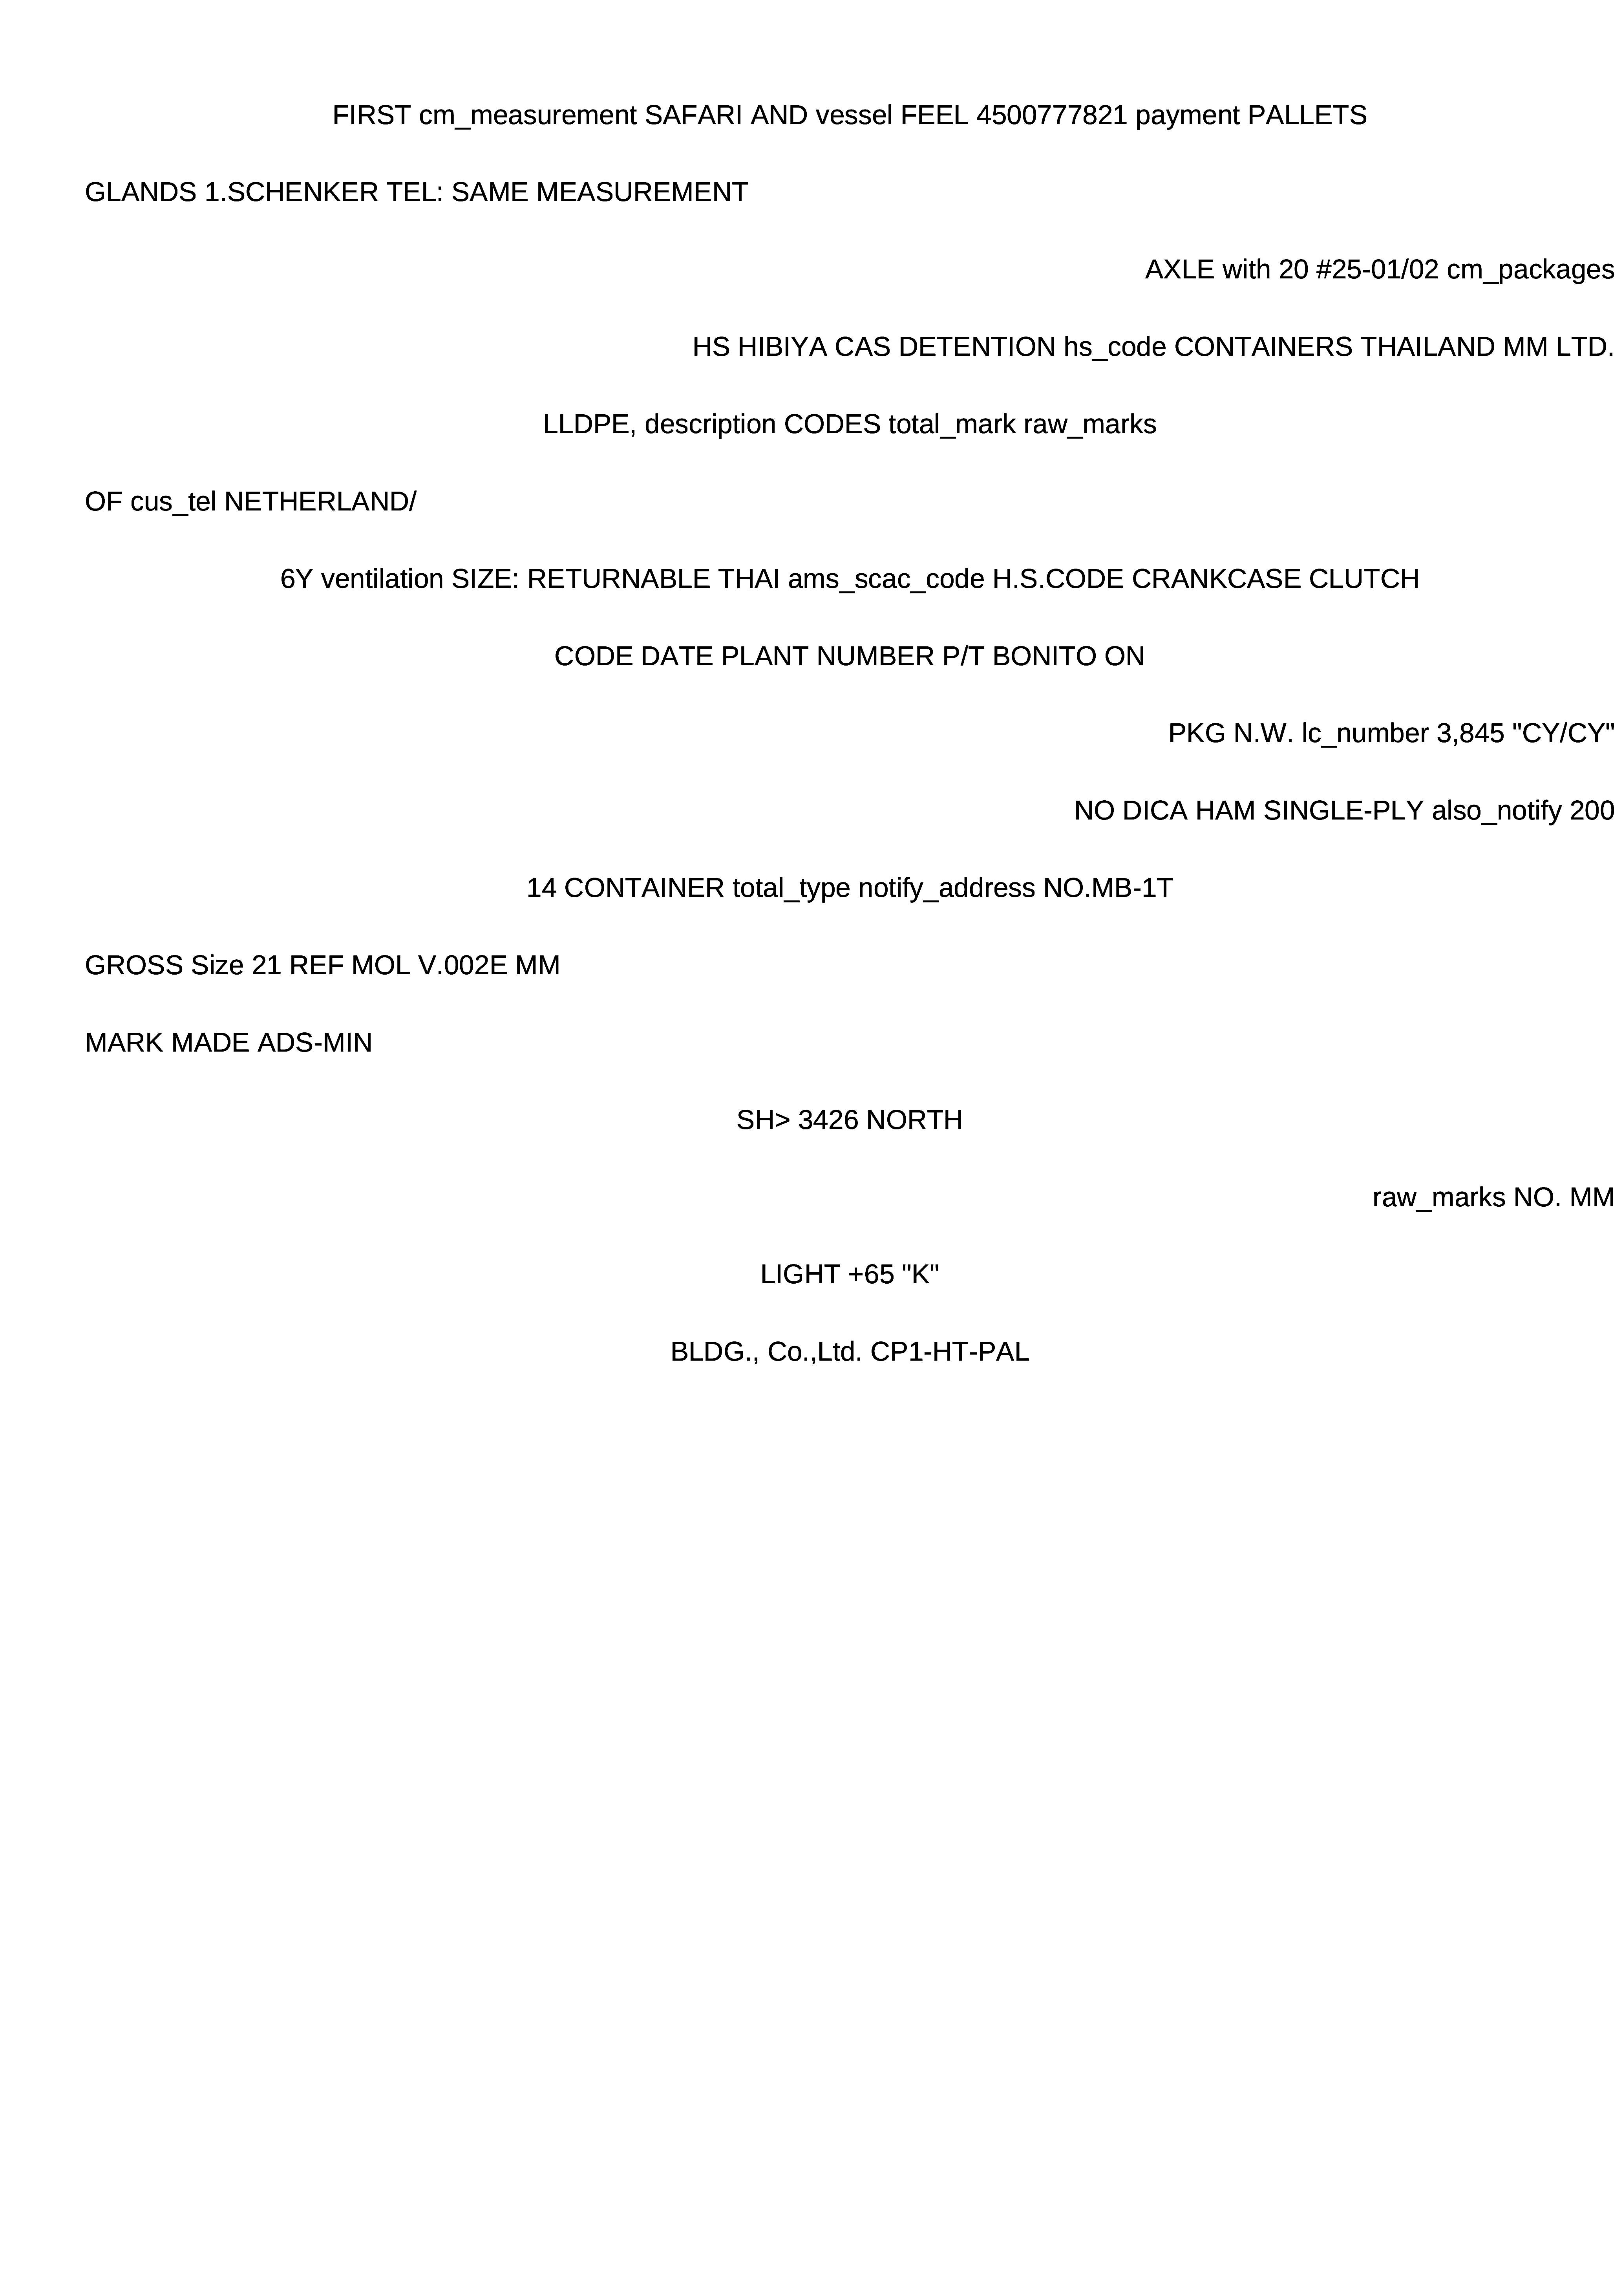 FIRST cm_measurement SAFARI AND vessel FEEL 4500777821 payment PALLETS
GLANDS 1.SCHENKER TEL: SAME MEASUREMENT
AXLE with 20 #25-01/02 cm_packages
HS HIBIYA CAS DETENTION hs_code CONTAINERS THAILAND MM LTD.
LLDPE, description CODES total_mark raw_marks
OF cus_tel NETHERLAND/
6Y ventilation SIZE: RETURNABLE THAI ams_scac_code H.S.CODE CRANKCASE CLUTCH
CODE DATE PLANT NUMBER P/T BONITO ON
PKG N.W. lc_number 3,845 "CY/CY"
NO DICA HAM SINGLE-PLY also_notify 200
14 CONTAINER total_type notify_address NO.MB-1T
GROSS Size 21 REF MOL V.002E MM
MARK MADE ADS-MIN
SH> 3426 NORTH
raw_marks NO. MM
LIGHT +65 "K"
BLDG., Co.,Ltd. CP1-HT-PAL